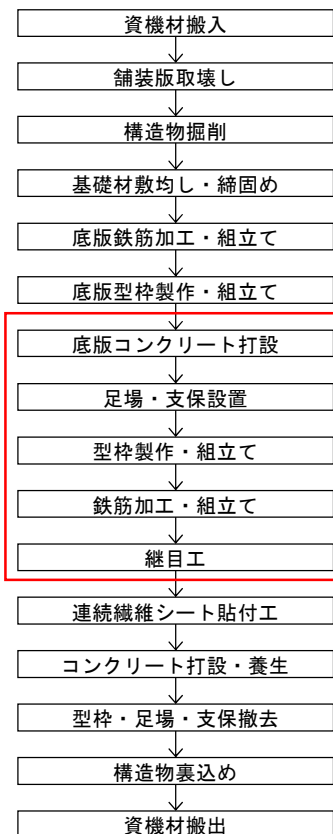 資機材搬入
舗装版取壊し
構造物掘削
基礎材敷均し・締固め
底版鉄筋加工・組立て
底版型枠製作・組立て
底版コンクリート打設
足場・支保設置
型枠製作・組立て
鉄筋加工・組立て
継目工
連続繊維シート貼付工
コンクリート打設・養生
型枠・足場・支保撤去
構造物裏込め
資機材搬出